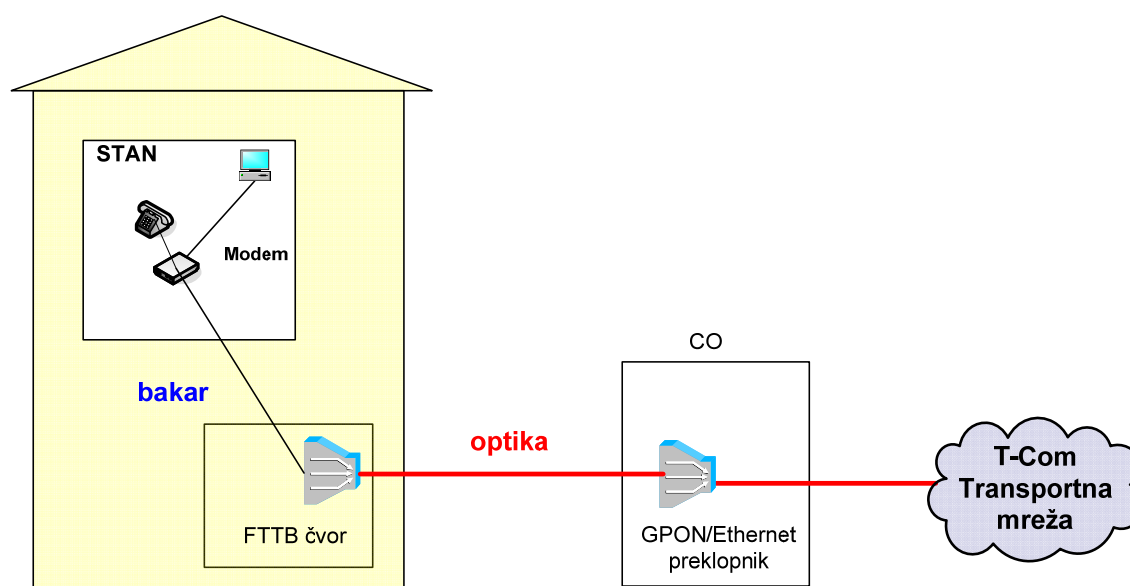 STAN
Modem
bakar
FTTB čvor
optika
CO
GPON/Ethernet
preklopnik
T-Com
Transportna
mreža